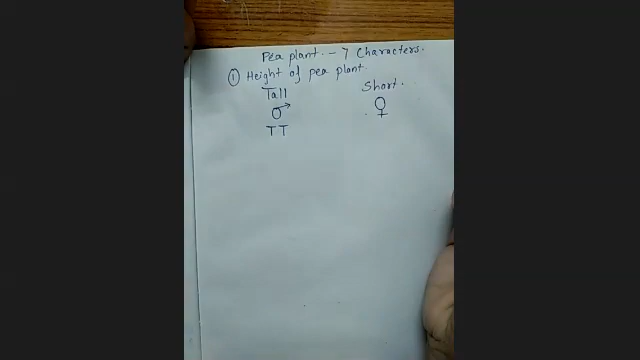 Pea plant. - 7 Characters.
① Height of pea plant.
Tall Short.
♂ ♀
TT